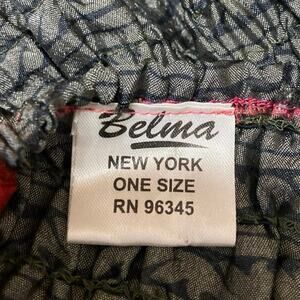 Belma
NEW YORK
ONE SIZE
RN 96345